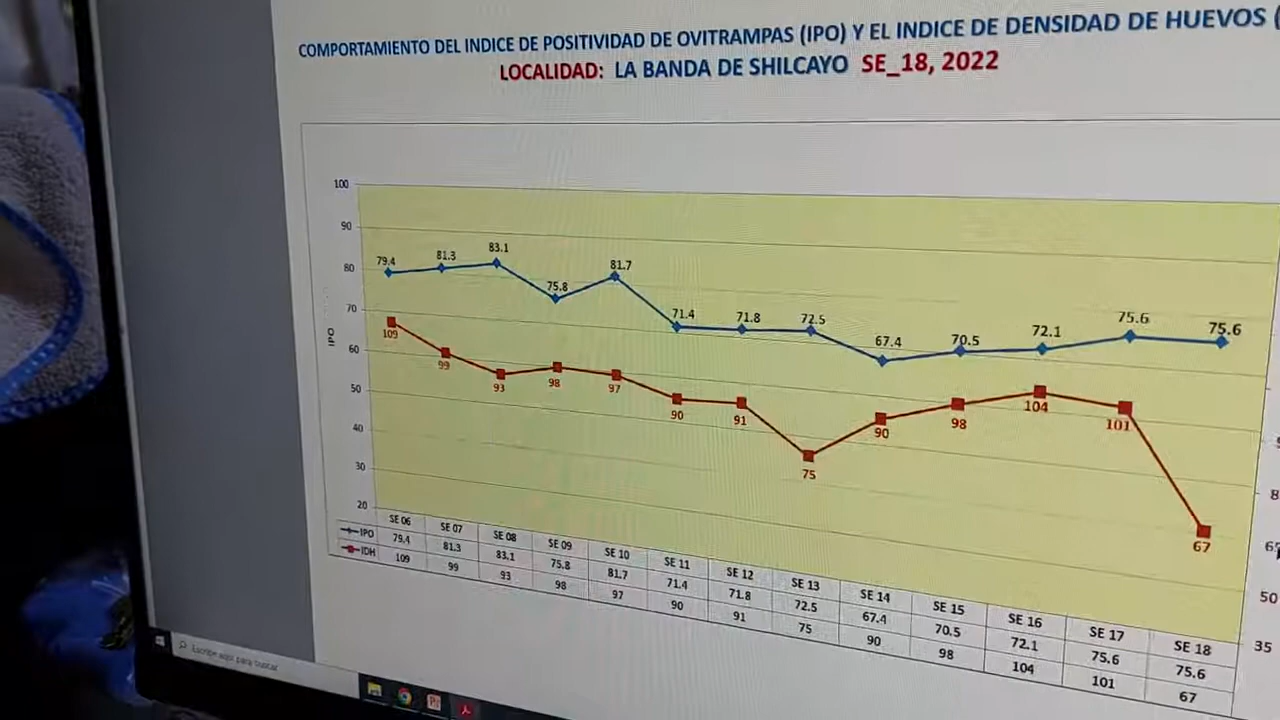 COMPORTAMIENTO DEL INDICE DE POSITIVIDAD DE OVITRAMPAS (IPO) Y EL INDICE DE DENSIDAD DE HUEVOS (
LOCALIDAD: LA BANDA DE SHILCAYO SE_18, 2022
100
90
80
70
60
50
40
30
20
IPO
79.4 81.3 83.1 75.8 81.7 71.4 71.8 72.5 67.4 70.5 72.1 75.6 75.6
109 99 93 98 97 90 91 75 90 98 104 101 67
8
50
35
SE 06 SE 07 SE 08 SE 09 SE 10 SE 11 SE 12 SE 13 SE 14 SE 15 SE 16 SE 17 SE 18
IPO 79.4 81.3 83.1 75.8 81.7 71.4 71.8 72.5 67.4 70.5 72.1 75.6 75.6
IDH 109 99 93 98 97 90 91 75 90 98 104 101 67
Escribe aquí para buscar